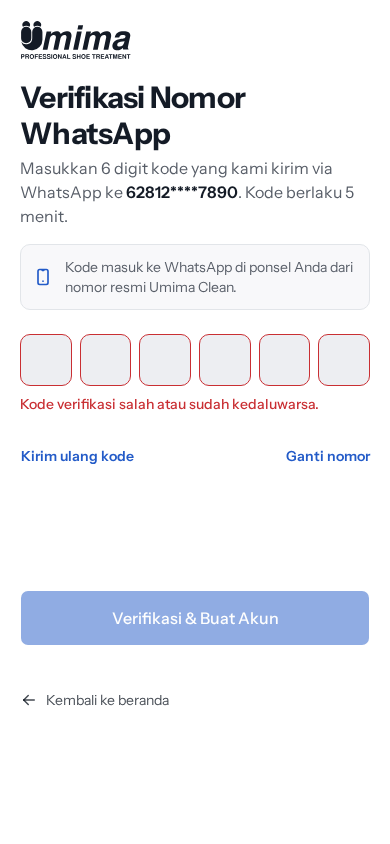 Ümima
PROFESSIONAL SHOE TREATMENT
Verifikasi Nomor
WhatsApp
Masukkan 6 digit kode yang kami kirim via
WhatsApp ke 62812****7890. Kode berlaku 5
menit.
Kode masuk ke WhatsApp di ponsel Anda dari
nomor resmi Umima Clean.
Kode verifikasi salah atau sudah kedaluwarsa.
Kirim ulang kode
Ganti nomor
Verifikasi & Buat Akun
Kembali ke beranda